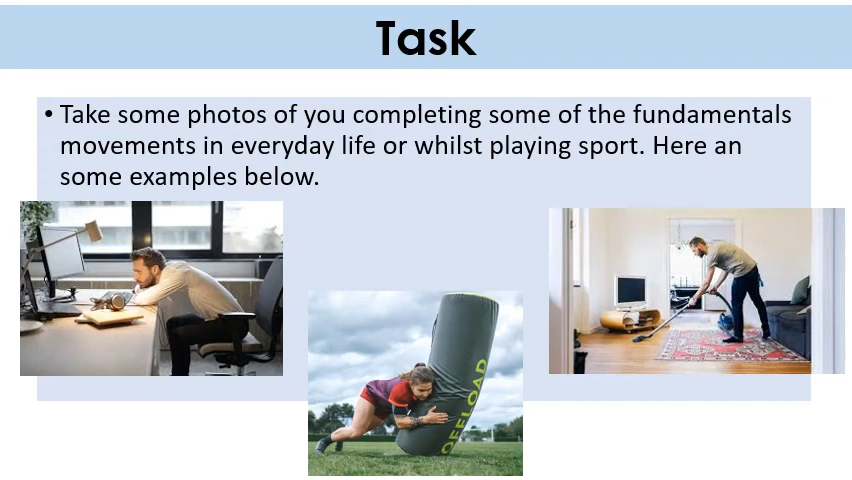 Task
• Take some photos of you completing some of the fundamentals
movements in everyday life or whilst playing sport. Here an
some examples below.
OFFLOAD